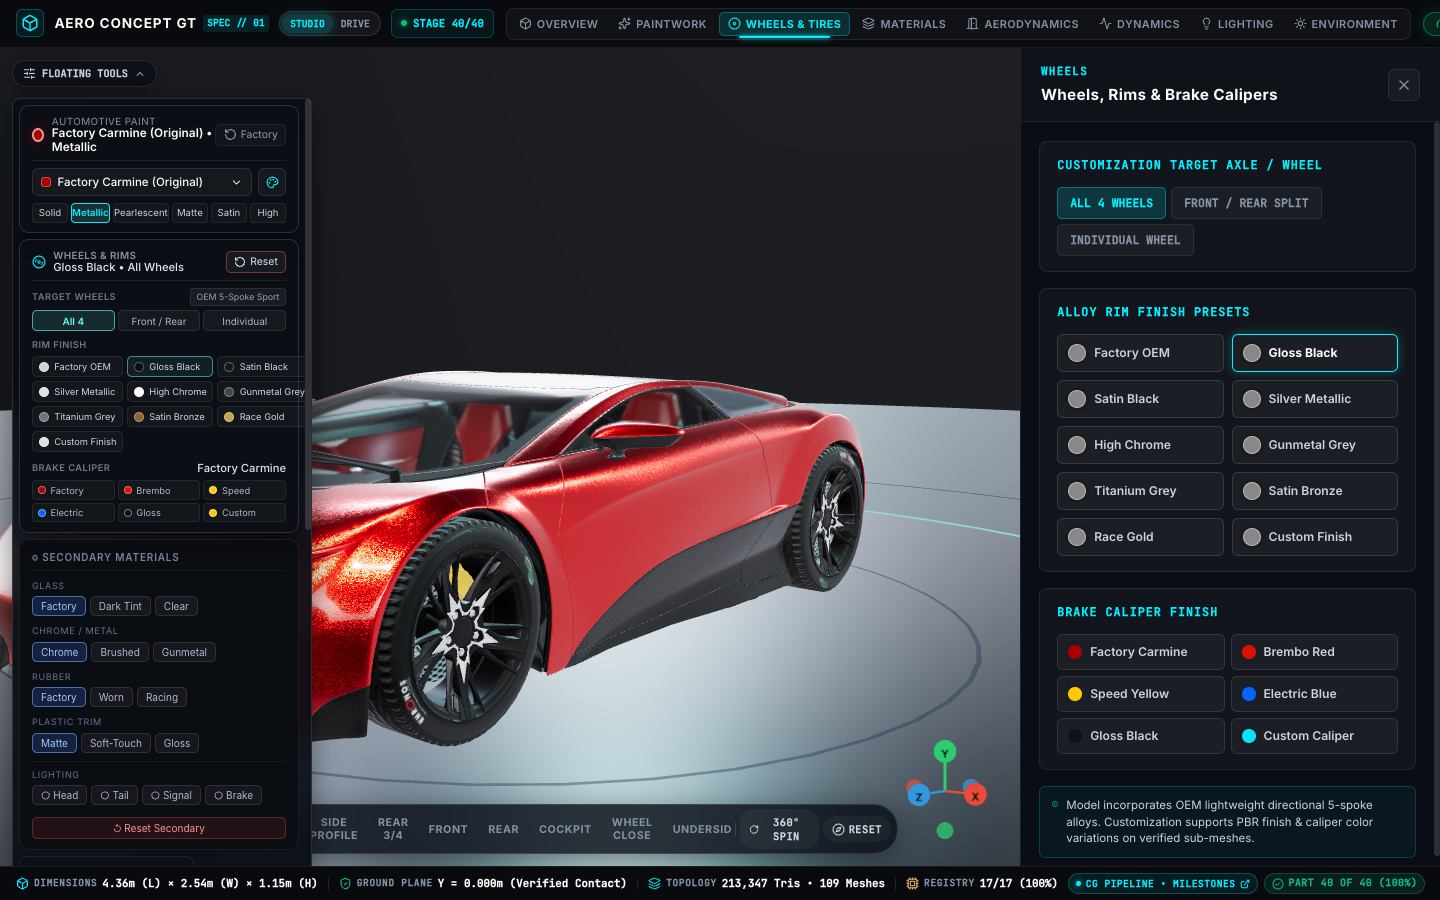 AERO CONCEPT GT
SPEC // 01
STUDIO
DRIVE
STAGE 40/40
OVERVIEW
PAINTWORK
WHEELS & TIRES
MATERIALS
AERODYNAMICS
DYNAMICS
LIGHTING
ENVIRONMENT
FLOATING TOOLS
AUTOMOTIVE PAINT
Factory Carmine (Original) •
Metallic
Factory
Factory Carmine (Original)
Solid
Metallic
Pearlescent
Matte
Satin
High
WHEELS & RIMS
Gloss Black • All Wheels
Reset
TARGET WHEELS
OEM 5-Spoke Sport
All 4
Front / Rear
Individual
RIM FINISH
Factory OEM
Gloss Black
Satin Black
Silver Metallic
High Chrome
Gunmetal Grey
Titanium Grey
Satin Bronze
Race Gold
Custom Finish
BRAKE CALIPER
Factory Carmine
Factory
Brembo
Speed
Electric
Gloss
Custom
SECONDARY MATERIALS
GLASS
Factory
Dark Tint
Clear
CHROME / METAL
Chrome
Brushed
Gunmetal
RUBBER
Factory
Worn
Racing
PLASTIC TRIM
Matte
Soft-Touch
Gloss
LIGHTING
Head
Tail
Signal
Brake
Reset Secondary
SIDE
PROFILE
REAR
3/4
FRONT
REAR
COCKPIT
WHEEL
CLOSE
UNDERSID
360°
SPIN
RESET
Y
Z
X
WHEELS
Wheels, Rims & Brake Calipers
CUSTOMIZATION TARGET AXLE / WHEEL
ALL 4 WHEELS
FRONT / REAR SPLIT
INDIVIDUAL WHEEL
ALLOY RIM FINISH PRESETS
Factory OEM
Gloss Black
Satin Black
Silver Metallic
High Chrome
Gunmetal Grey
Titanium Grey
Satin Bronze
Race Gold
Custom Finish
BRAKE CALIPER FINISH
Factory Carmine
Brembo Red
Speed Yellow
Electric Blue
Gloss Black
Custom Caliper
Model incorporates OEM lightweight directional 5-spoke
alloys. Customization supports PBR finish & caliper color
variations on verified sub-meshes.
DIMENSIONS 4.36m (L) × 2.54m (W) × 1.15m (H)
GROUND PLANE Y = 0.000m (Verified Contact)
TOPOLOGY 213,347 Tris • 109 Meshes
REGISTRY 17/17 (100%)
CG PIPELINE • MILESTONES
PART 40 OF 40 (100%)